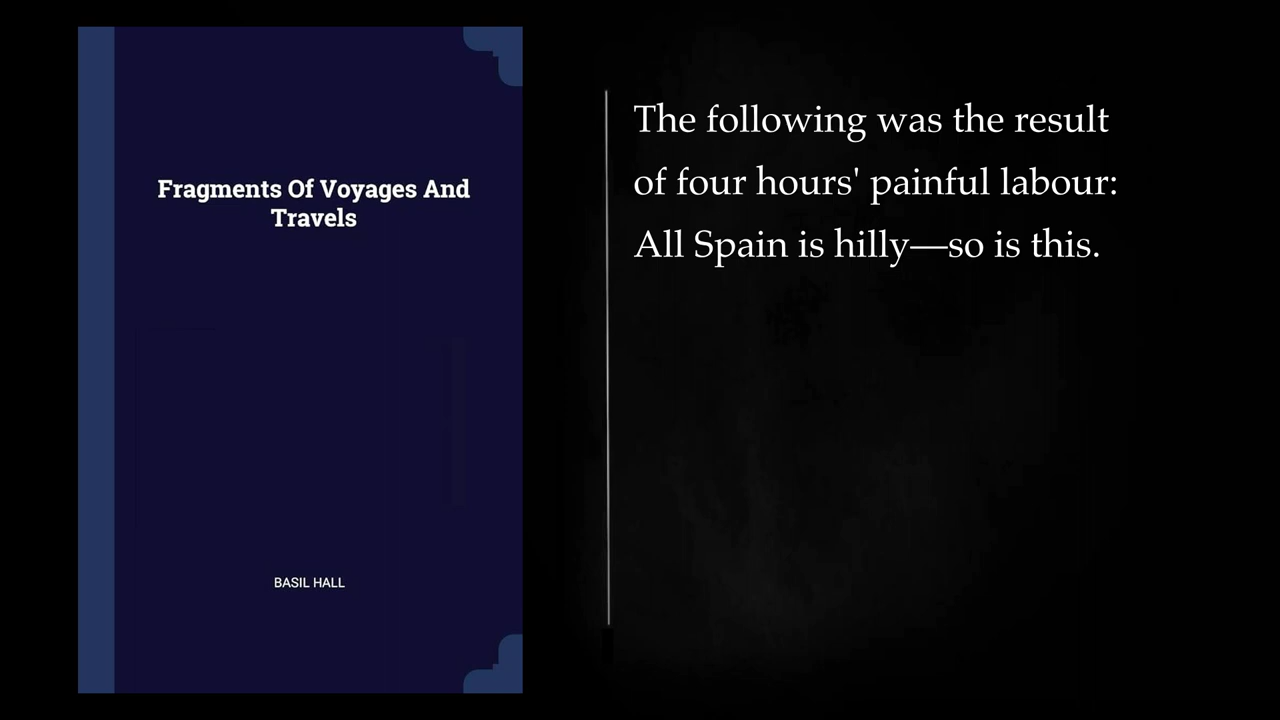 Fragments Of Voyages And
Travels
BASIL HALL
The following was the result
of four hours' painful labour:
All Spain is hilly—so is this.